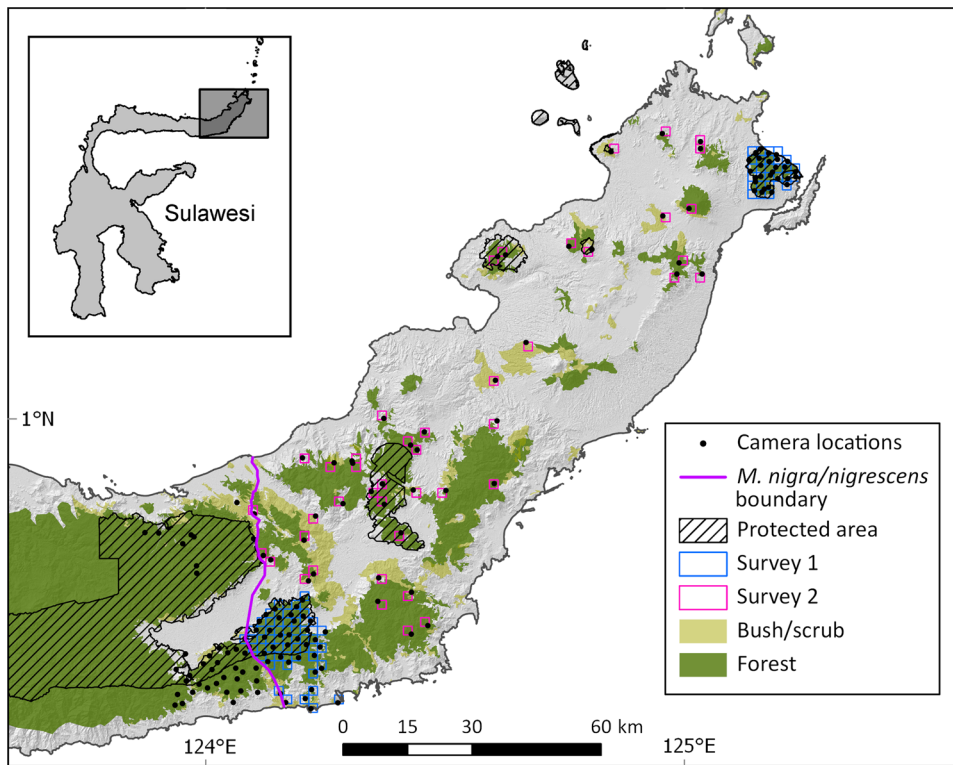 Sulawesi
1°N
Camera locations
M. nigra/nigrescens
boundary
Protected area
Survey 1
Survey 2
Bush/scrub
Forest
0 15 30 60 km
124°E 125°E